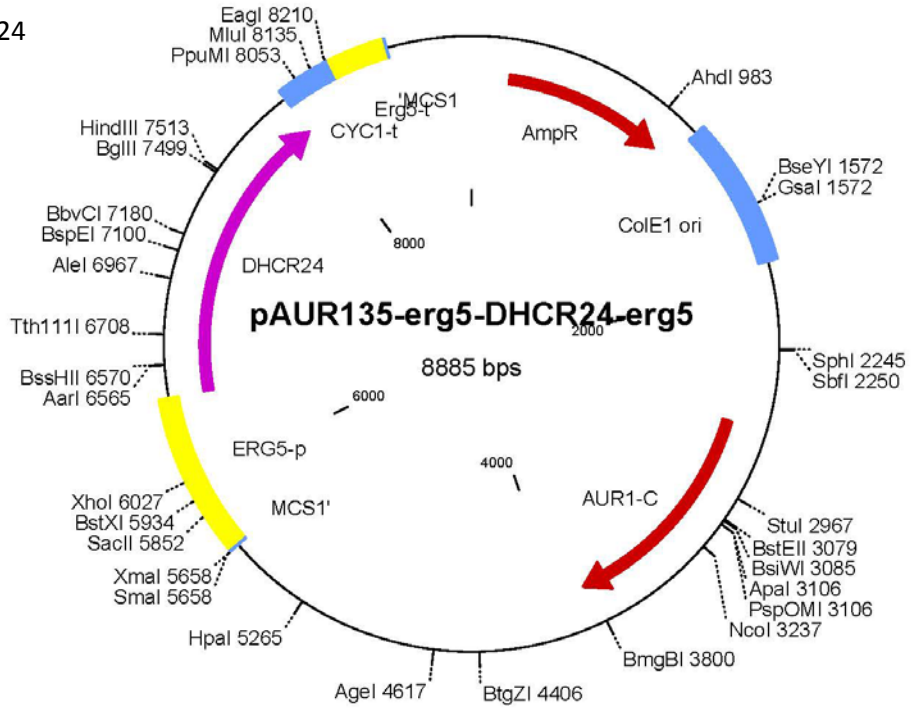 24
EagI 8210
MluI 8135
PpuMI 8053
'MCS1
Erg5-t
CYC1-t
AmpR
AhdI 983
HindIII 7513
BglII 7499
BseYI 1572
GsaI 1572
ColE1 ori
BbvCI 7180
BspEI 7100
AleI 6967
8000
DHCR24
Tth111I 6708
pAUR135-erg5-DHCR24-erg5
2000
8885 bps
SphI 2245
SbfI 2250
BssHII 6570
AarI 6565
6000
ERG5-p
4000
AUR1-C
MCS1'
XhoI 6027
BstXI 5934
SacII 5852
StuI 2967
BstEII 3079
BsiWI 3085
ApaI 3106
PspOMI 3106
NcoI 3237
XmaI 5658
SmaI 5658
HpaI 5265
BmgBI 3800
AgeI 4617
BtgZI 4406